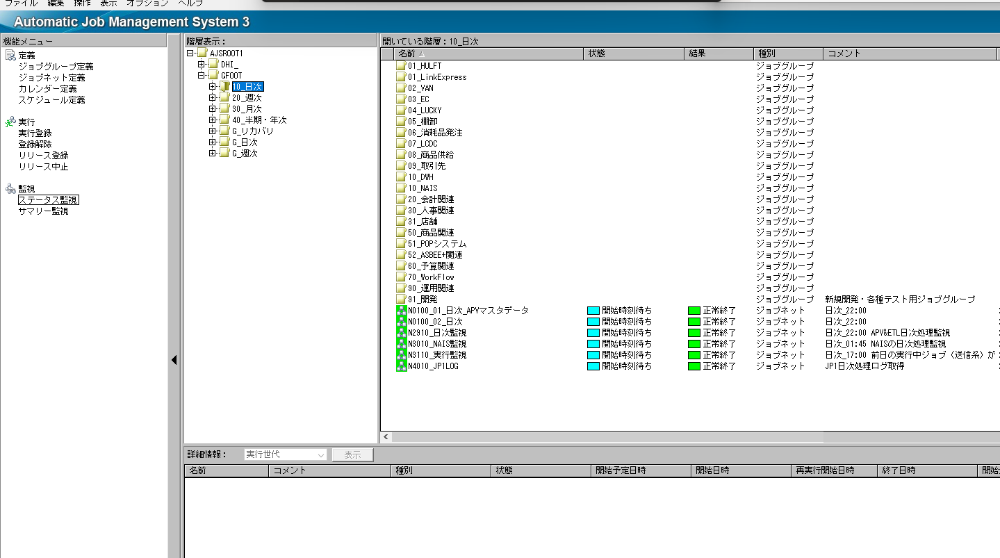 ファイル 編集 操作 表示 オプション ヘルプ
Automatic Job Management System 3
機能メニュー
定義
ジョブグループ定義
ジョブネット定義
カレンダー定義
スケジュール定義
実行
実行登録
登録解除
リリース登録
リリース中止
監視
ステータス監視
サマリー監視
階層表示：
AJSROOT1
DHI_
GFOOT
10_日次
20_週次
30_月次
40_半期・年次
G_リカバリ
G_日次
G_週次
開いている階層：10_日次
名前 状態 結果 種別 コメント
01_HULFT ジョブグループ
01_LinkExpress ジョブグループ
02_VAN ジョブグループ
03_EC ジョブグループ
04_LUCKY ジョブグループ
05_棚卸 ジョブグループ
06_消耗品発注 ジョブグループ
07_LCDC ジョブグループ
08_商品供給 ジョブグループ
09_取引先 ジョブグループ
10_DWH ジョブグループ
10_NAIS ジョブグループ
20_会計関連 ジョブグループ
30_人事関連 ジョブグループ
31_店舗 ジョブグループ
50_商品関連 ジョブグループ
51_POPシステム ジョブグループ
52_ASBEE+関連 ジョブグループ
60_予算関連 ジョブグループ
70_WorkFlow ジョブグループ
90_運用関連 ジョブグループ
91_開発 ジョブグループ 新規開発・各種テスト用ジョブグループ
N0100_01_日次_APVマスタデータ 開始時刻待ち 正常終了 ジョブネット 日次_22:00
N0100_02_日次 開始時刻待ち 正常終了 ジョブネット 日次_22:00
N2910_日次監視 開始時刻待ち 正常終了 ジョブネット 日次_22:00 APV&ETL日次処理監視
N3010_NAIS監視 開始時刻待ち 正常終了 ジョブネット 日次_01:45 NAISの日次処理監視
N3110_実行監視 開始時刻待ち 正常終了 ジョブネット 日次_17:00 前日の実行中ジョブ（送信系）が
N4010_JP1LOG 開始時刻待ち 正常終了 ジョブネット JP1日次処理ログ取得
詳細情報： 実行世代 表示
名前 コメント 種別 状態 開始予定日時 開始日時 再実行開始日時 終了日時 開始